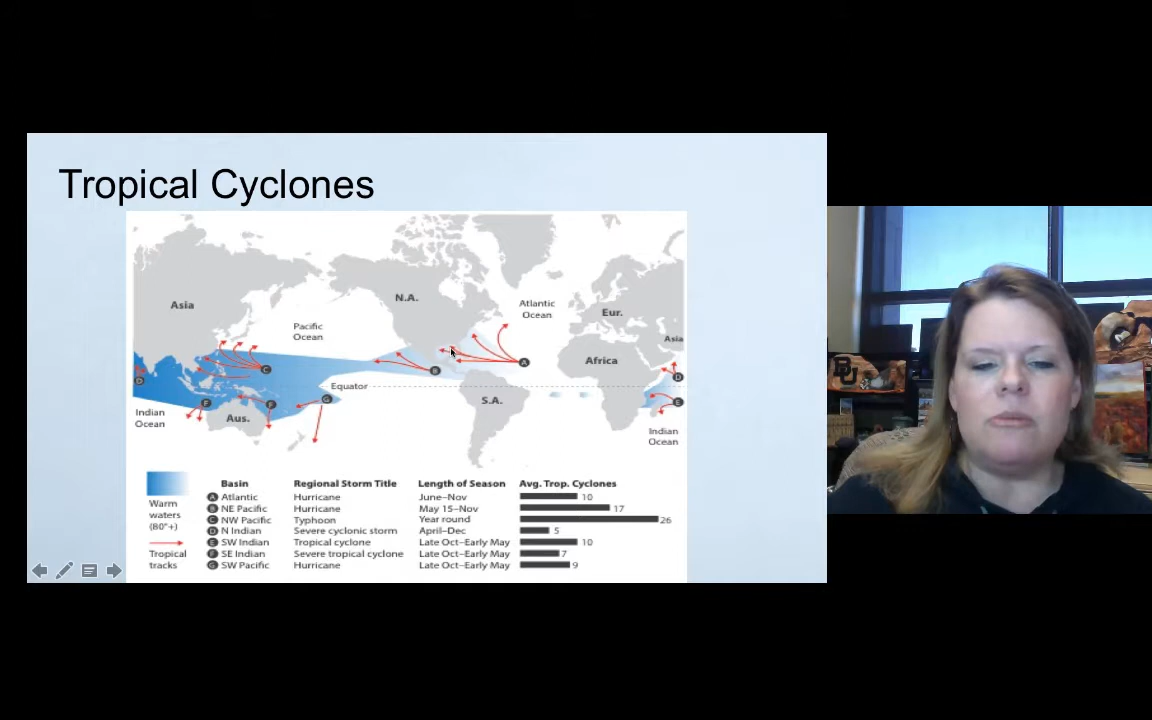 Tropical Cyclones
Asia
N.A.
Atlantic
Ocean
Eur.
Pacific
Ocean
Asia
Africa
A
B
C
D
D
Equator
Indian
Ocean
F
Aus.
F
G
S.A.
E
Indian
Ocean
Warm
waters
(80°+)
Tropical
tracks
Basin Regional Storm Title Length of Season Avg. Trop. Cyclones
A Atlantic Hurricane June–Nov 10
B NE Pacific Hurricane May 15–Nov 17
C NW Pacific Typhoon Year round 26
D N Indian Severe cyclonic storm April–Dec 5
E SW Indian Tropical cyclone Late Oct–Early May 10
F SE Indian Severe tropical cyclone Late Oct–Early May 7
G SW Pacific Hurricane Late Oct–Early May 9
BU